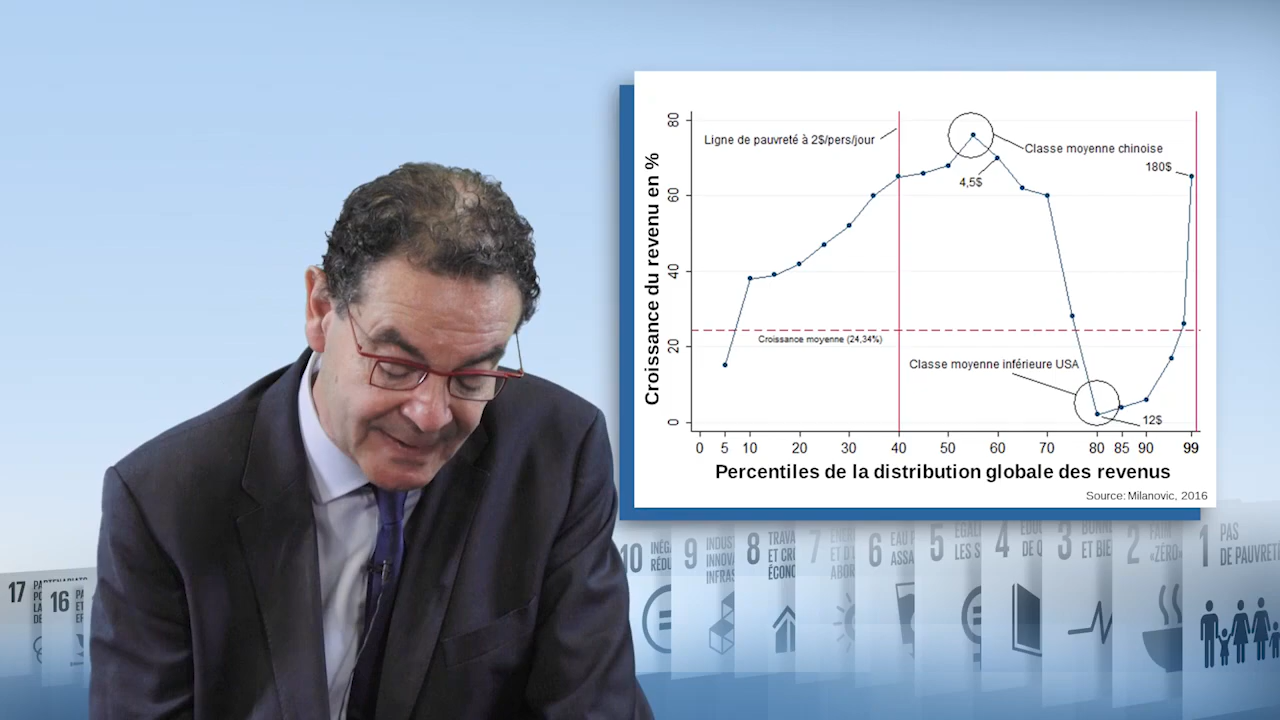 80
60
40
20
0
Croissance du revenu en %
Ligne de pauvreté à 2$/pers/jour
Classe moyenne chinoise
180$
4,5$
Croissance moyenne (24,34%)
Classe moyenne inférieure USA
12$
0 5 10 20 30 40 50 60 70 80 85 90 99
Percentiles de la distribution globale des revenus
Source: Milanovic, 2016
17
16
10
9
8
7
6
5
4
3
2
«ZÉRO»
1 PAS
DE PAUVRETÉ